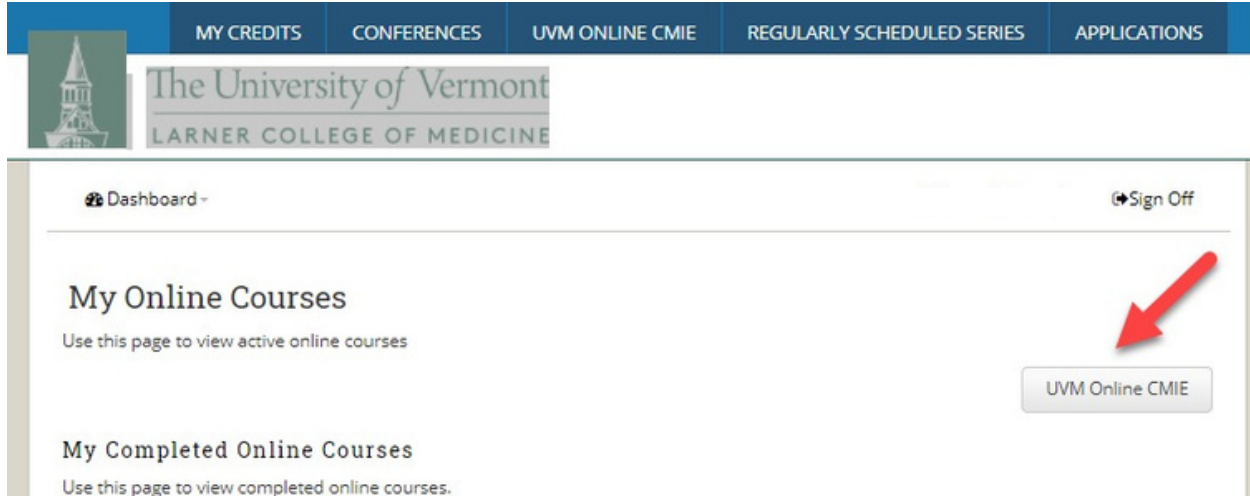 MY CREDITS CONFERENCES UVM ONLINE CMIE REGULARLY SCHEDULED SERIES APPLICATIONS
The University of Vermont
LARNER COLLEGE OF MEDICINE
Dashboard Sign Off
My Online Courses
Use this page to view active online courses
UVM Online CMIE
My Completed Online Courses
Use this page to view completed online courses.